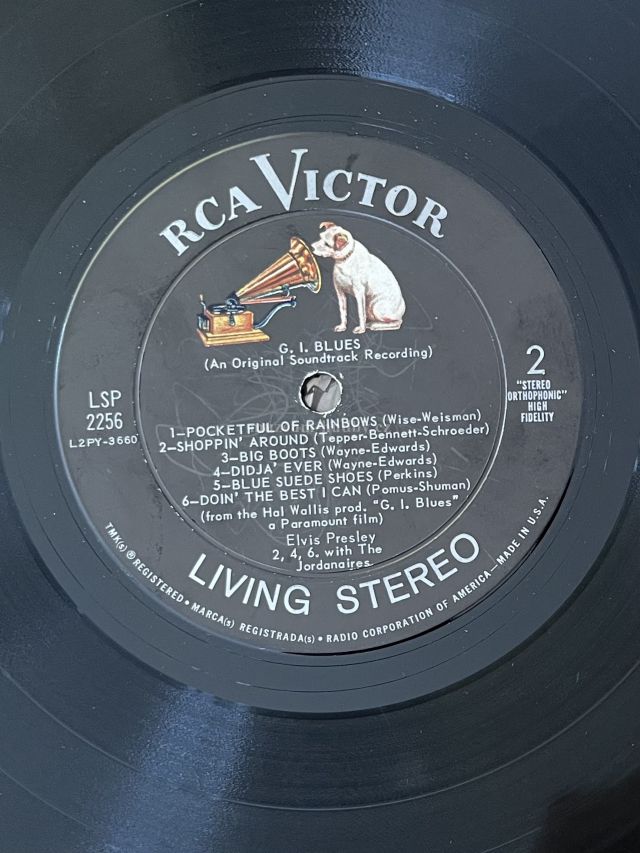 RCA VICTOR
G. I. BLUES
(An Original Soundtrack Recording)
LSP
2256
L2PY-3660
2
"STEREO
ORTHOPHONIC"
HIGH
FIDELITY
1—POCKETFUL OF RAINBOWS (Wise-Weisman)
2—SHOPPIN' AROUND (Tepper-Bennett-Schroeder)
3—BIG BOOTS (Wayne-Edwards)
4—DIDJA' EVER (Wayne-Edwards)
5—BLUE SUEDE SHOES (Perkins)
6—DOIN' THE BEST I CAN (Pomus-Shuman)
(from the Hal Wallis prod. "G. I. Blues"
a Paramount film)
Elvis Presley
2, 4, 6. with The
Jordanaires
LIVING STEREO
TMK(s) ® REGISTERED • MARCA(s) REGISTRADA(s) • RADIO CORPORATION OF AMERICA—MADE IN U.S.A.